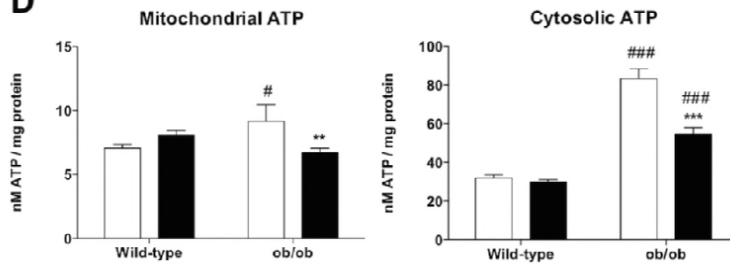 D
Mitochondrial ATP
nM ATP / mg protein
15
10
5
0
#
**
Wild-type
ob/ob
Cytosolic ATP
nM ATP / mg protein
100
80
60
40
20
0
###
###
***
Wild-type
ob/ob